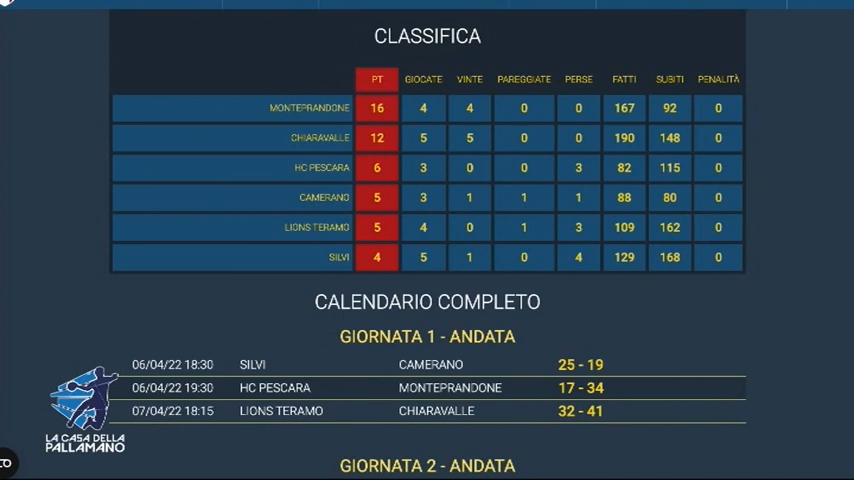 CLASSIFICA
PT GIOCATE VINTE PAREGGIATE PERSE FATTI SUBITI PENALITÀ
MONTEPRANDONE 16 4 4 0 0 167 92 0
CHIARAVALLE 12 5 5 0 0 190 148 0
HC PESCARA 6 3 0 0 3 82 115 0
CAMERANO 5 3 1 1 1 88 80 0
LIONS TERAMO 5 4 0 1 3 109 162 0
SILVI 4 5 1 0 4 129 168 0
CALENDARIO COMPLETO
GIORNATA 1 - ANDATA
06/04/22 18:30 SILVI CAMERANO 25 - 19
06/04/22 19:30 HC PESCARA MONTEPRANDONE 17 - 34
07/04/22 18:15 LIONS TERAMO CHIARAVALLE 32 - 41
LA CASA DELLA
PALLAMANO
GIORNATA 2 - ANDATA